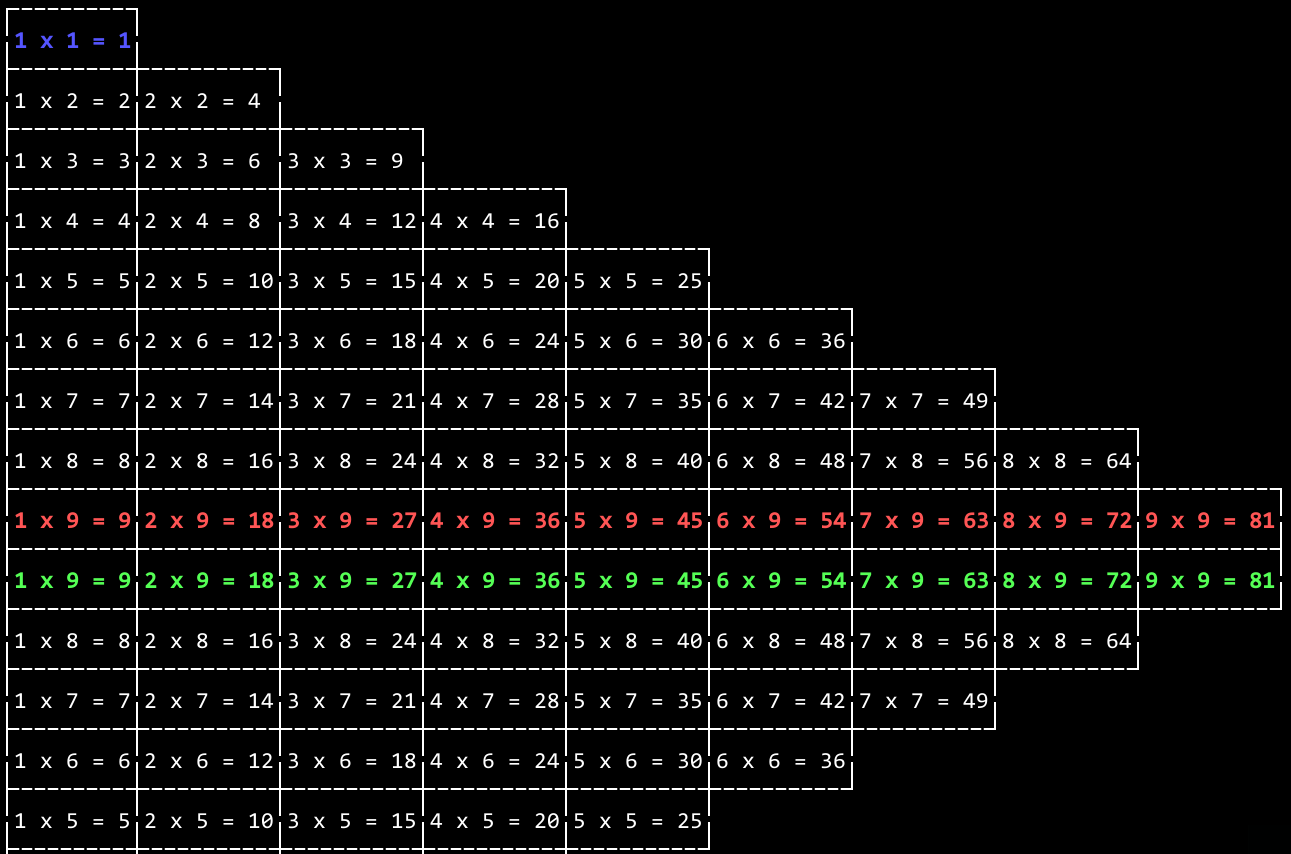 1 x 1 = 1
1 x 2 = 2 2 x 2 = 4
1 x 3 = 3 2 x 3 = 6 3 x 3 = 9
1 x 4 = 4 2 x 4 = 8 3 x 4 = 12 4 x 4 = 16
1 x 5 = 5 2 x 5 = 10 3 x 5 = 15 4 x 5 = 20 5 x 5 = 25
1 x 6 = 6 2 x 6 = 12 3 x 6 = 18 4 x 6 = 24 5 x 6 = 30 6 x 6 = 36
1 x 7 = 7 2 x 7 = 14 3 x 7 = 21 4 x 7 = 28 5 x 7 = 35 6 x 7 = 42 7 x 7 = 49
1 x 8 = 8 2 x 8 = 16 3 x 8 = 24 4 x 8 = 32 5 x 8 = 40 6 x 8 = 48 7 x 8 = 56 8 x 8 = 64
1 x 9 = 9 2 x 9 = 18 3 x 9 = 27 4 x 9 = 36 5 x 9 = 45 6 x 9 = 54 7 x 9 = 63 8 x 9 = 72 9 x 9 = 81
1 x 9 = 9 2 x 9 = 18 3 x 9 = 27 4 x 9 = 36 5 x 9 = 45 6 x 9 = 54 7 x 9 = 63 8 x 9 = 72 9 x 9 = 81
1 x 8 = 8 2 x 8 = 16 3 x 8 = 24 4 x 8 = 32 5 x 8 = 40 6 x 8 = 48 7 x 8 = 56 8 x 8 = 64
1 x 7 = 7 2 x 7 = 14 3 x 7 = 21 4 x 7 = 28 5 x 7 = 35 6 x 7 = 42 7 x 7 = 49
1 x 6 = 6 2 x 6 = 12 3 x 6 = 18 4 x 6 = 24 5 x 6 = 30 6 x 6 = 36
1 x 5 = 5 2 x 5 = 10 3 x 5 = 15 4 x 5 = 20 5 x 5 = 25